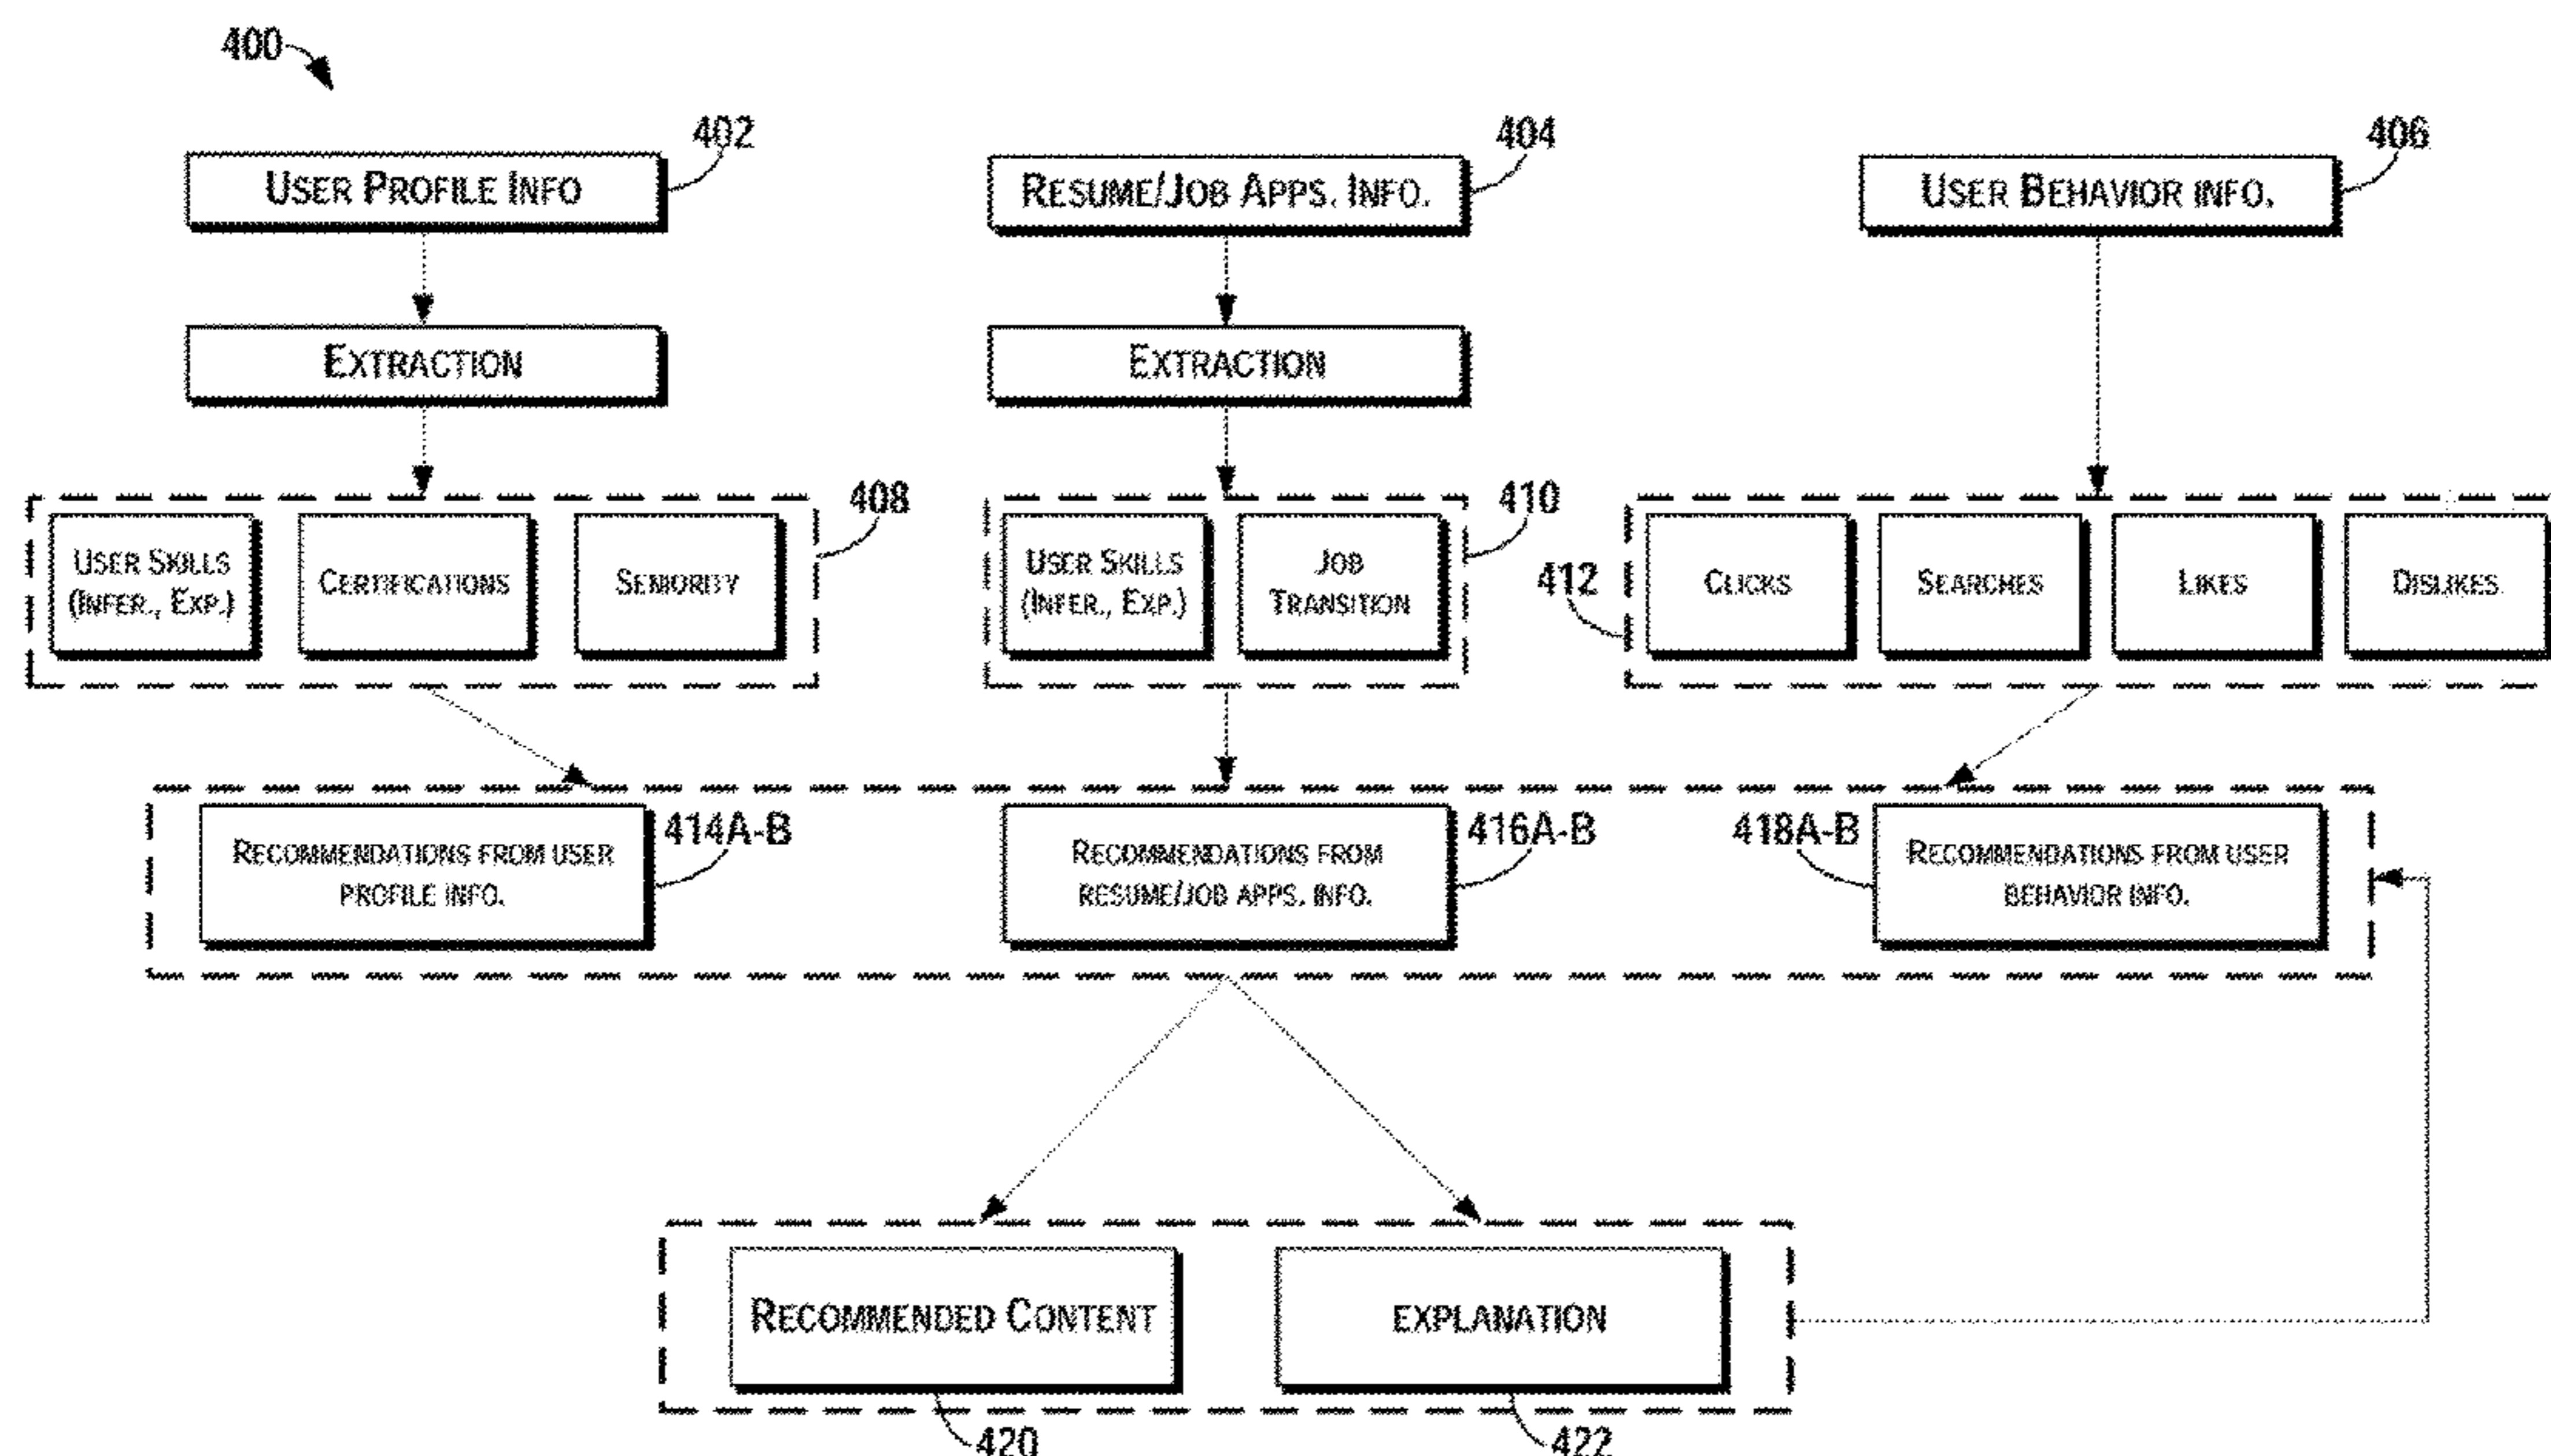 400
402
404
406
USER PROFILE INFO
RESUME/JOB APPS. INFO.
USER BEHAVIOR INFO.
EXTRACTION
EXTRACTION
408
410
412
USER SKILLS
(INFER., EXP.)
CERTIFICATIONS
SENIORITY
USER SKILLS
(INFER., EXP.)
JOB
TRANSITION
CLICKS
SEARCHES
LIKES
DISLIKES
414A-B
416A-B
418A-B
RECOMMENDATIONS FROM USER
PROFILE INFO.
RECOMMENDATIONS FROM
RESUME/JOB APPS. INFO.
RECOMMENDATIONS FROM USER
BEHAVIOR INFO.
RECOMMENDED CONTENT
EXPLANATION
420
422